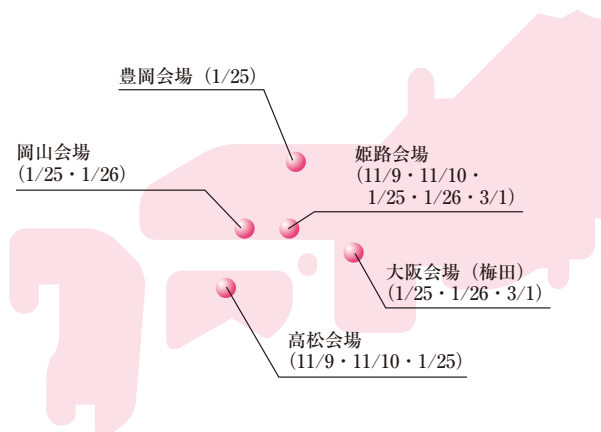 豊岡会場（1/25）
岡山会場
（1/25・1/26）
姫路会場
（11/9・11/10・
1/25・1/26・3/1）
大阪会場（梅田）
（1/25・1/26・3/1）
高松会場
（11/9・11/10・1/25）